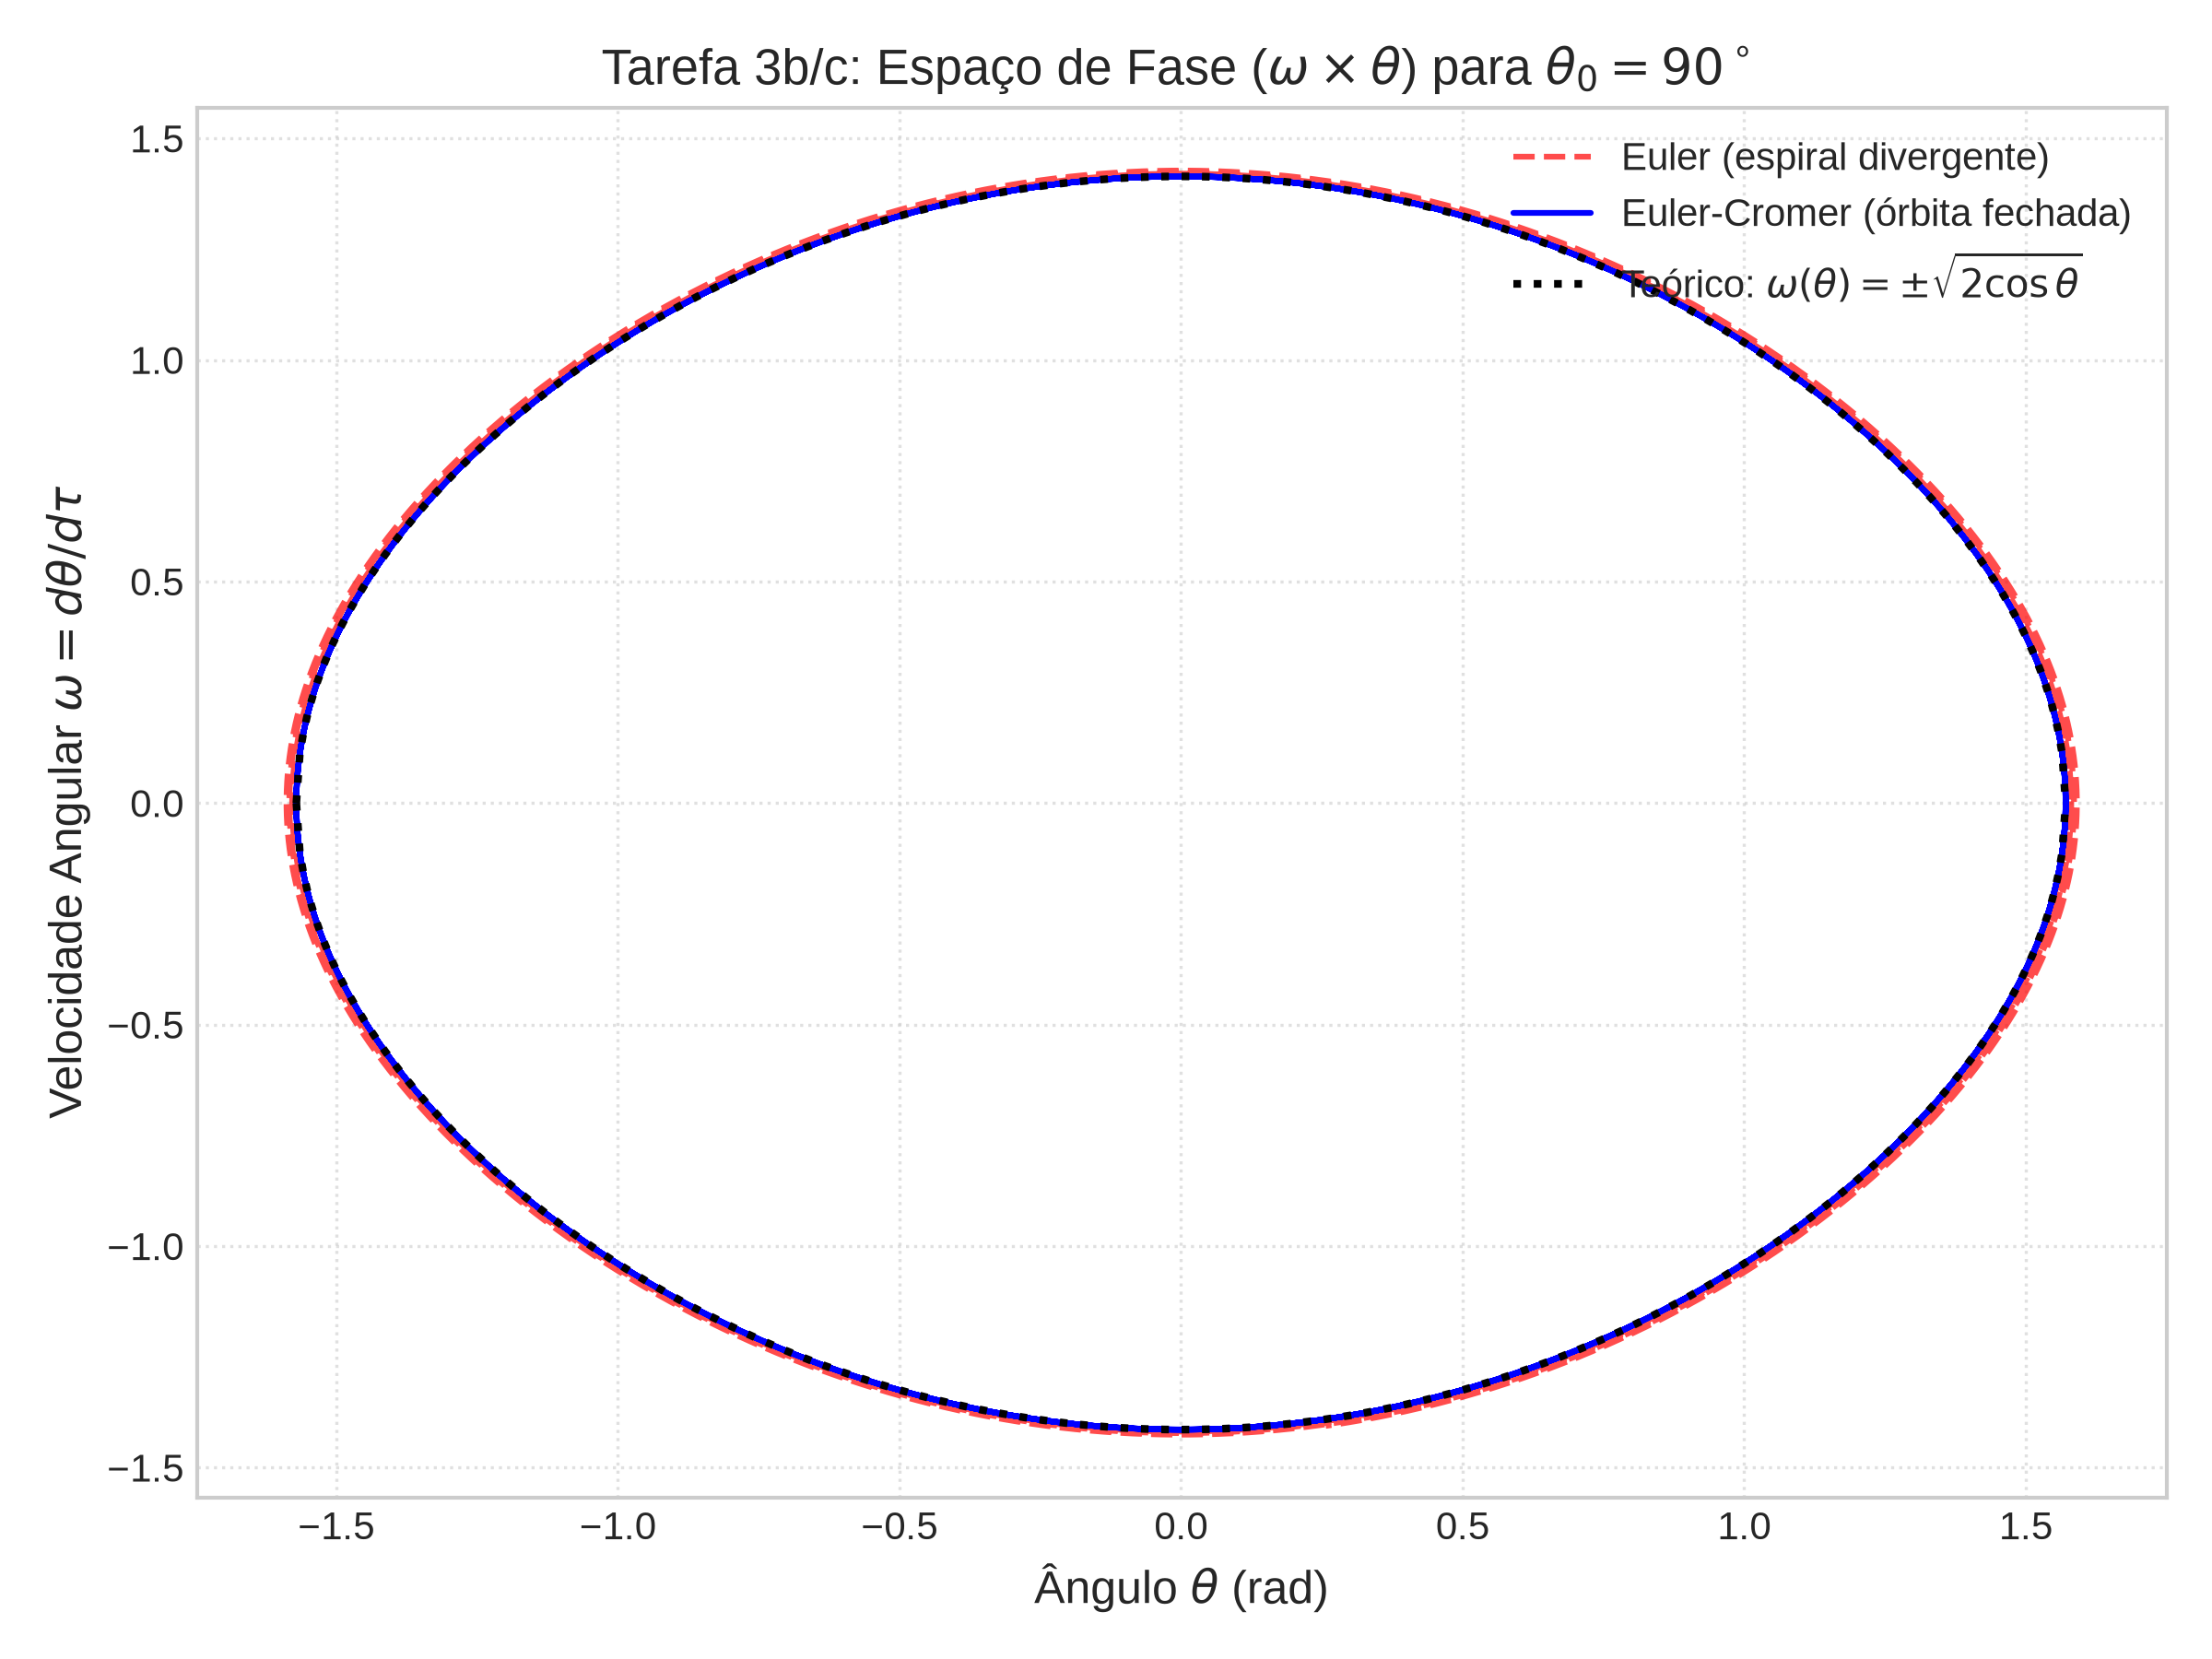 Tarefa 3b/c: Espaço de Fase (ω × θ) para θ₀ = 90°
Euler (espiral divergente)
Euler-Cromer (órbita fechada)
Teórico: ω(θ) = ±√2cos θ
Velocidade Angular ω = dθ/dτ
1.5
1.0
0.5
0.0
−0.5
−1.0
−1.5
−1.5 −1.0 −0.5 0.0 0.5 1.0 1.5
Ângulo θ (rad)